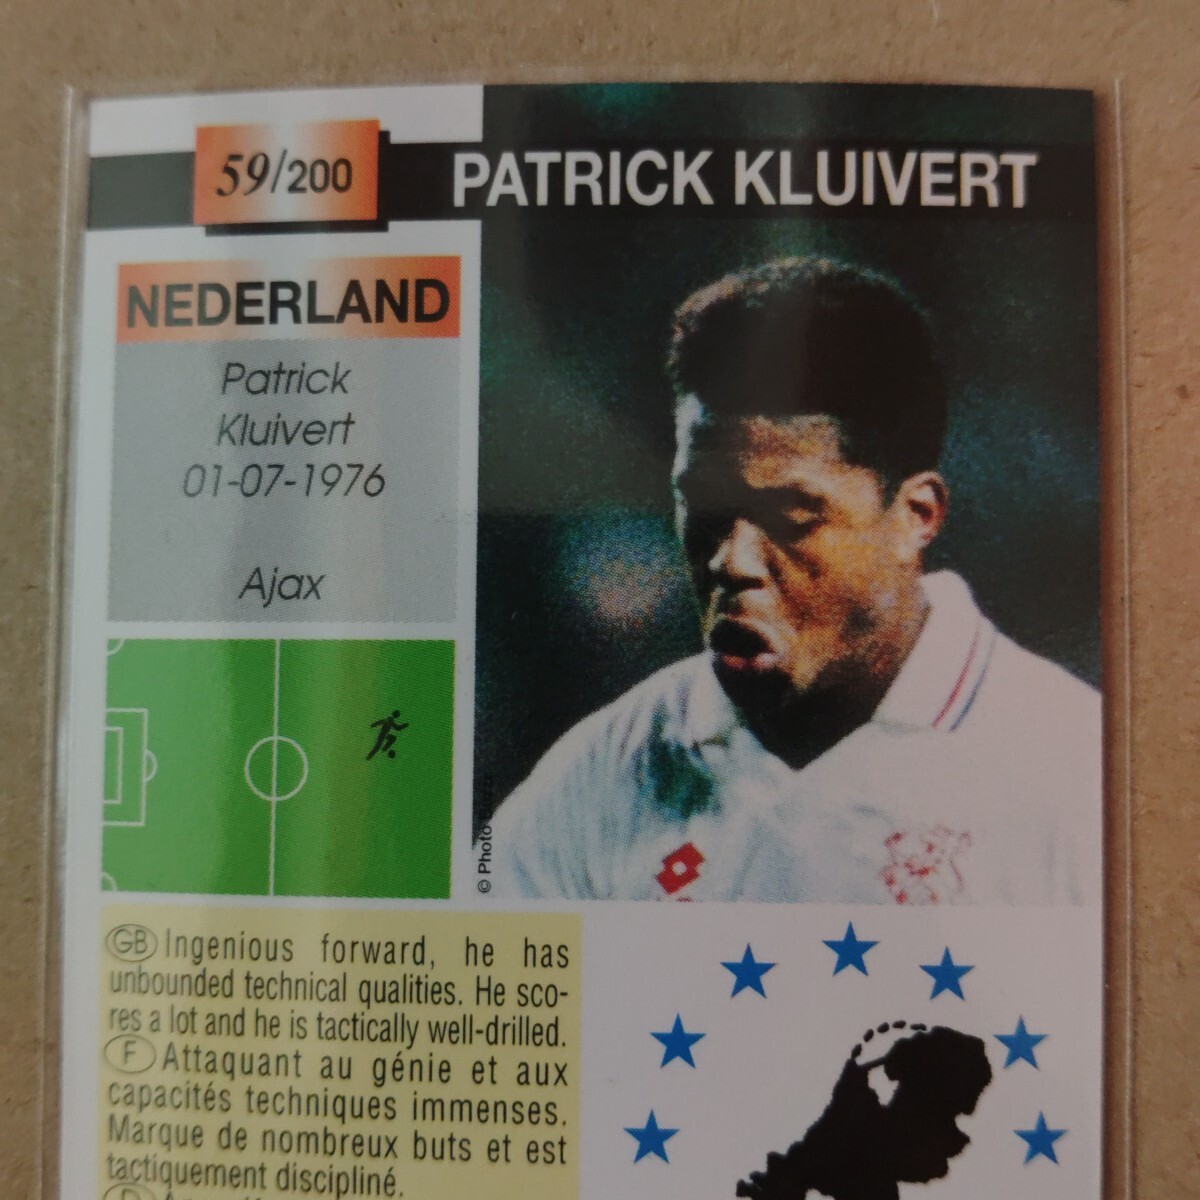 59/200
PATRICK KLUIVERT
NEDERLAND
Patrick
Kluivert
01-07-1976
Ajax
© Photo
GB Ingenious forward, he has
unbounded technical qualities. He sco-
res a lot and he is tactically well-drilled.
F Attaquant au génie et aux
capacités techniques immenses.
Marque de nombreux buts et est
tactiquement discipliné.